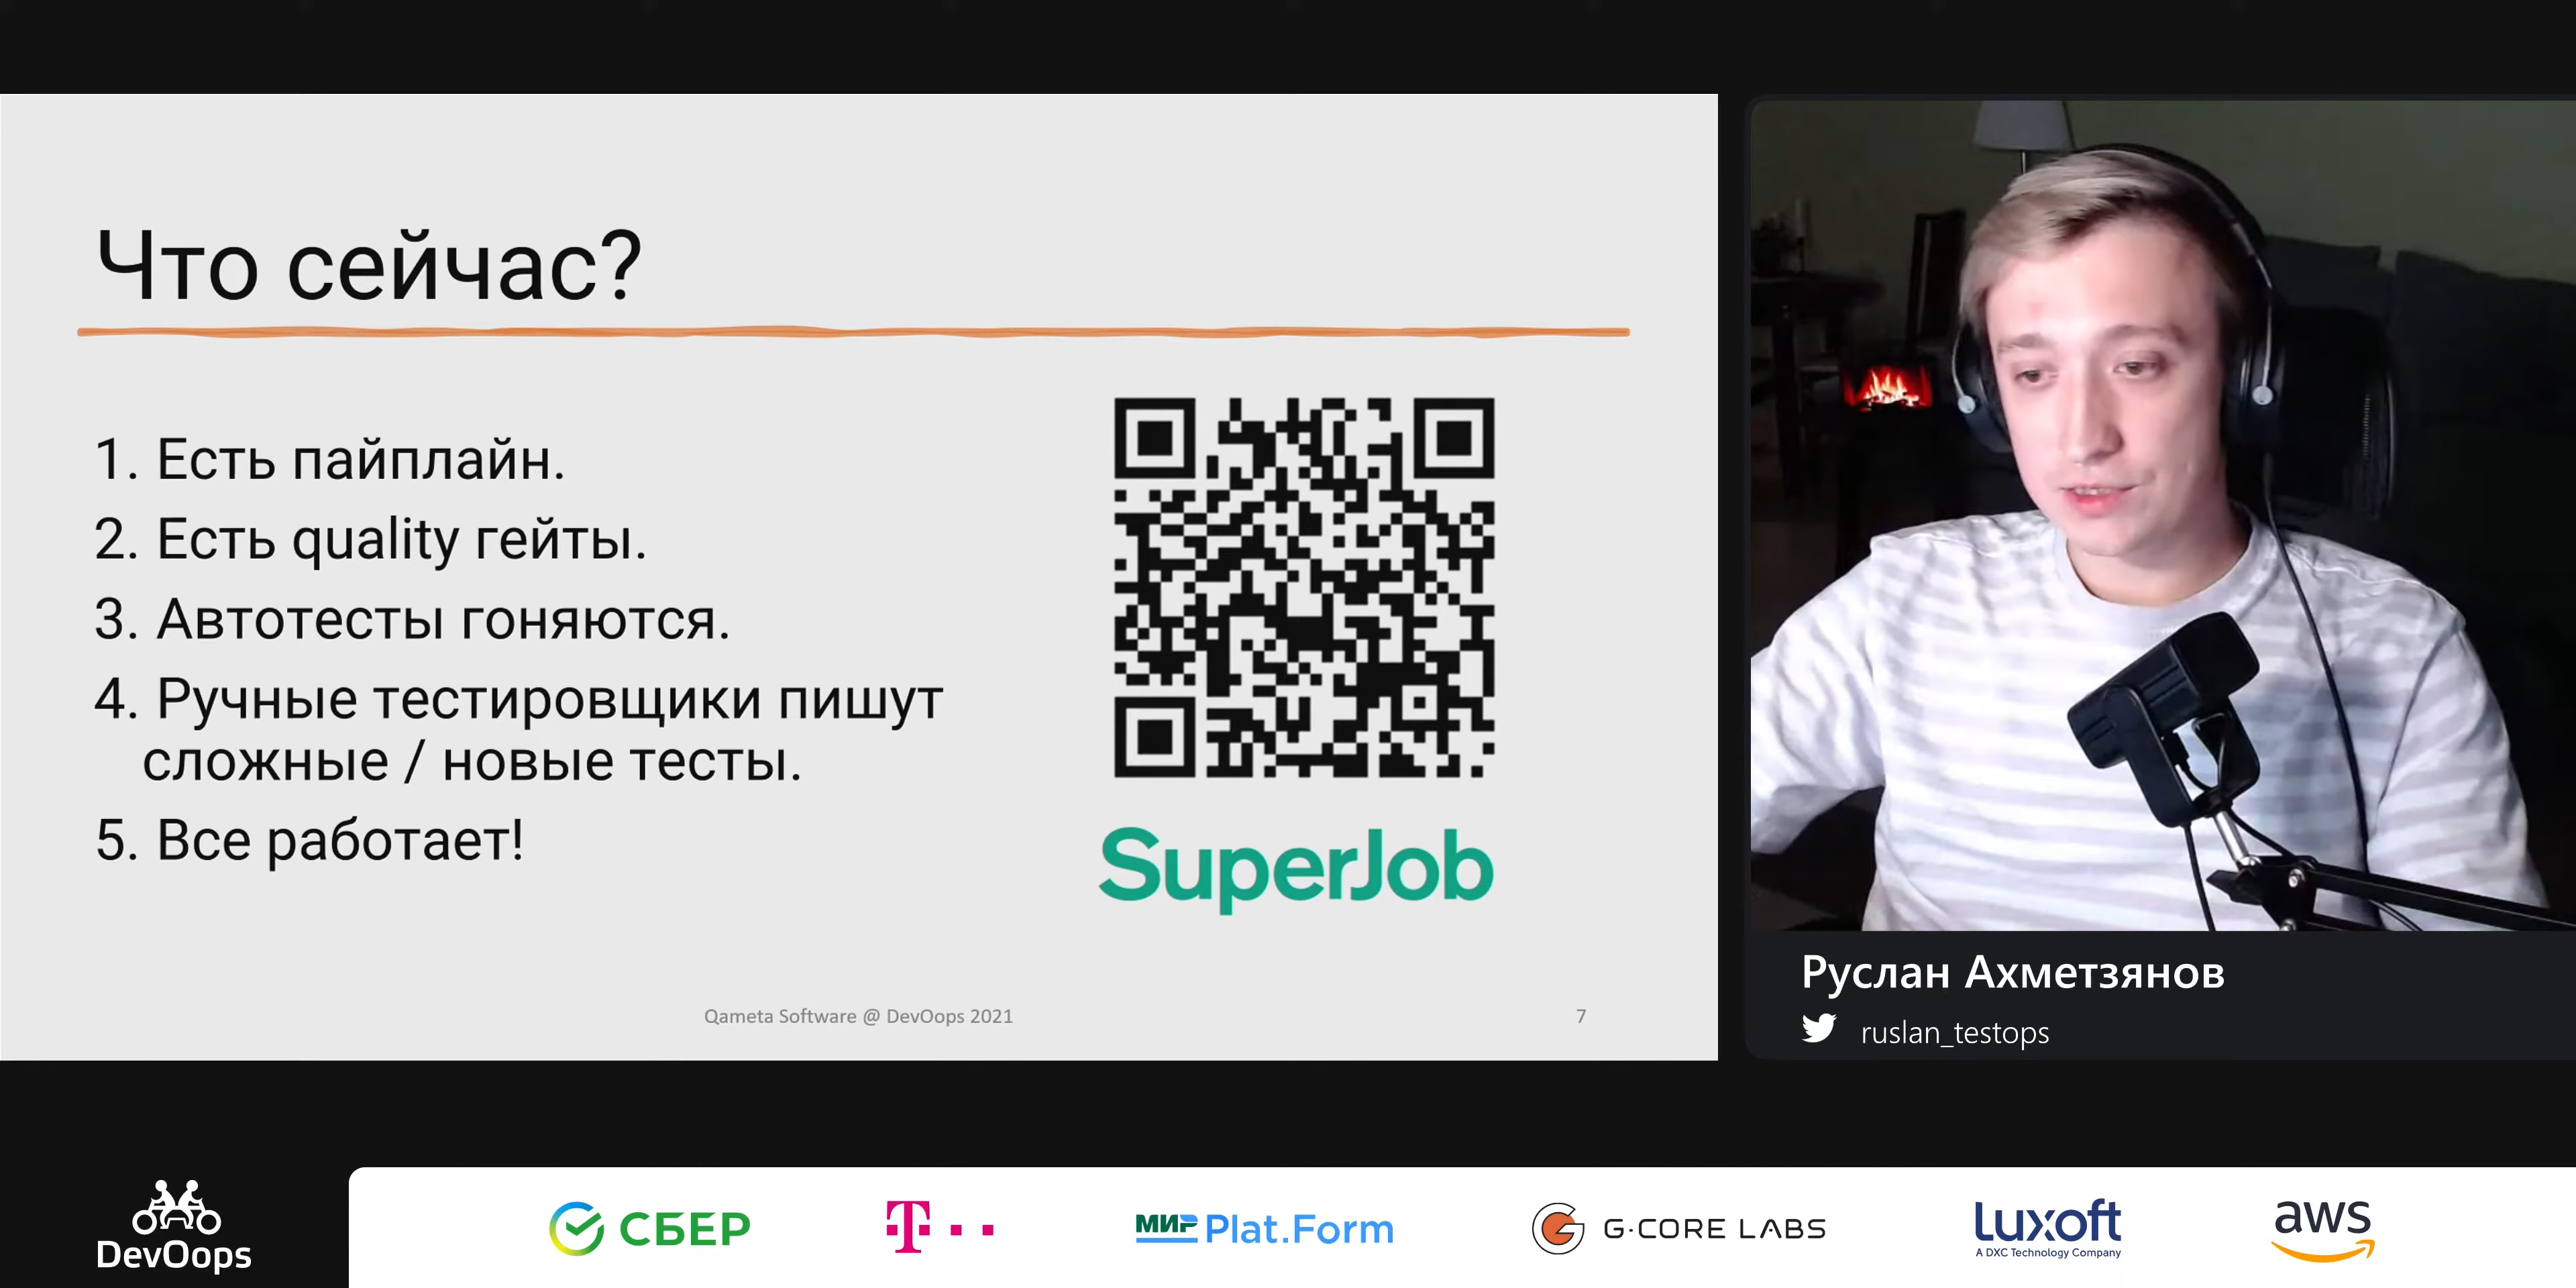 Что сейчас?
1. Есть пайплайн.
2. Есть quality гейты.
3. Автотесты гоняются.
4. Ручные тестировщики пишут
сложные / новые тесты.
5. Все работает!
SuperJob
Qameta Software @ DevOops 2021
7
Руслан Ахметзянов
ruslan_testops
DevOops
СБЕР
T
МИР Plat.Form
G·CORE LABS
Luxoft
A DXC Technology Company
aws